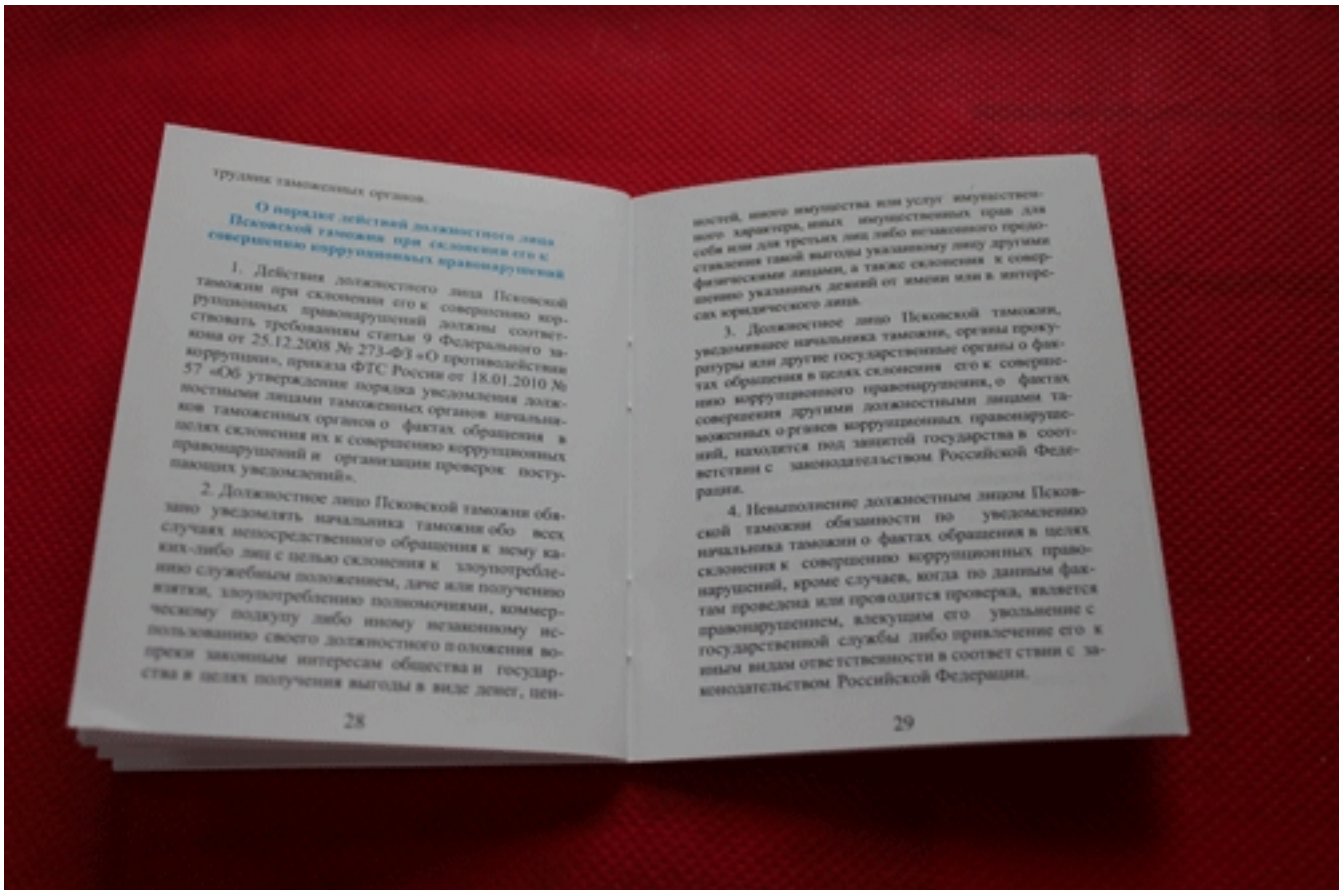 трудник таможенных органов.
О порядке действий должностного лица
Псковской таможни при склонении его к
совершению коррупционных правонарушений
1. Действия должностного лица Псковской
таможни при склонении его к совершению кор-
рупционных правонарушений должны соответ-
ствовать требованиям статьи 9 Федерального за-
кона от 25.12.2008 № 273-ФЗ «О противодействии
коррупции», приказа ФТС России от 18.01.2010 №
57 «Об утверждении порядка уведомления долж-
ностными лицами таможенных органов начальни-
ков таможенных органов о фактах обращения в
целях склонения их к совершению коррупционных
правонарушений и организации проверок посту-
пающих уведомлений».
2. Должностное лицо Псковской таможни обя-
зано уведомлять начальника таможни обо всех
случаях непосредственного обращения к нему ка-
ких-либо лиц с целью склонения к злоупотребле-
нию служебным положением, даче или получению
взятки, злоупотреблению полномочиями, коммер-
ческому подкупу либо иному незаконному ис-
пользованию своего должностного положения во-
преки законным интересам общества и государ-
ства в целях получения выгоды в виде денег, цен-
28
ностей, иного имущества или услуг имуществен-
ного характера, иных имущественных прав для
себя или для третьих лиц либо незаконного предо-
ставления такой выгоды указанному лицу другими
физическими лицами, а также склонения к совер-
шению указанных деяний от имени или в интере-
сах юридического лица.
3. Должностное лицо Псковской таможни,
уведомившее начальника таможни, органы проку-
ратуры или другие государственные органы о фак-
тах обращения в целях склонения его к соверше-
нию коррупционного правонарушения, о фактах
совершения другими должностными лицами та-
моженных органов коррупционных правонаруше-
ний, находится под защитой государства в соот-
ветствии с законодательством Российской Феде-
рации.
4. Невыполнение должностным лицом Псков-
ской таможни обязанности по уведомлению
начальника таможни о фактах обращения в целях
склонения к совершению коррупционных право-
нарушений, кроме случаев, когда по данным фак-
там проведена или проводится проверка, является
правонарушением, влекущим его увольнение с
государственной службы либо привлечение его к
иным видам ответственности в соответ ствии с за-
конодательством Российской Федерации.
29